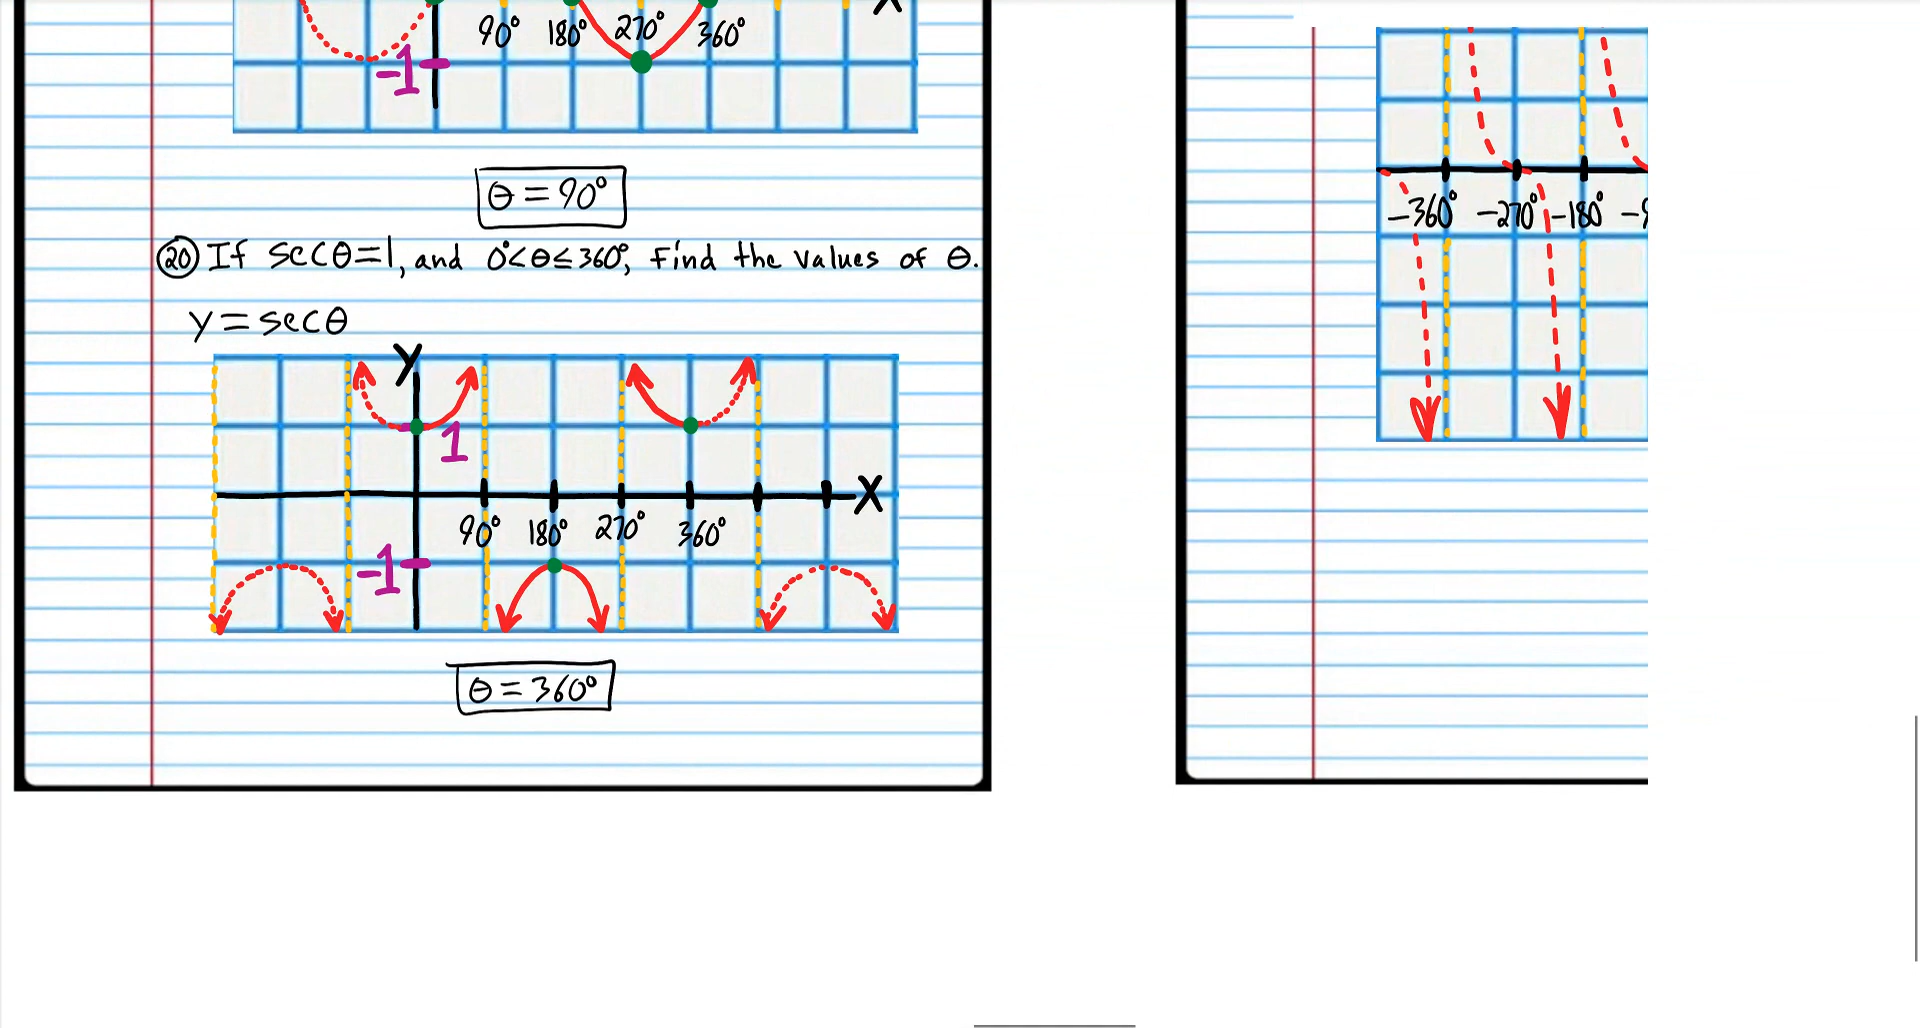 X
90° 180° 270° 360°
-1
θ = 90°
20 If secθ=1, and 0°<θ≤360°, Find the values of θ.
y = secθ
Y
1
X
90° 180° 270° 360°
-1
θ = 360°
-360° -270° -180° -9